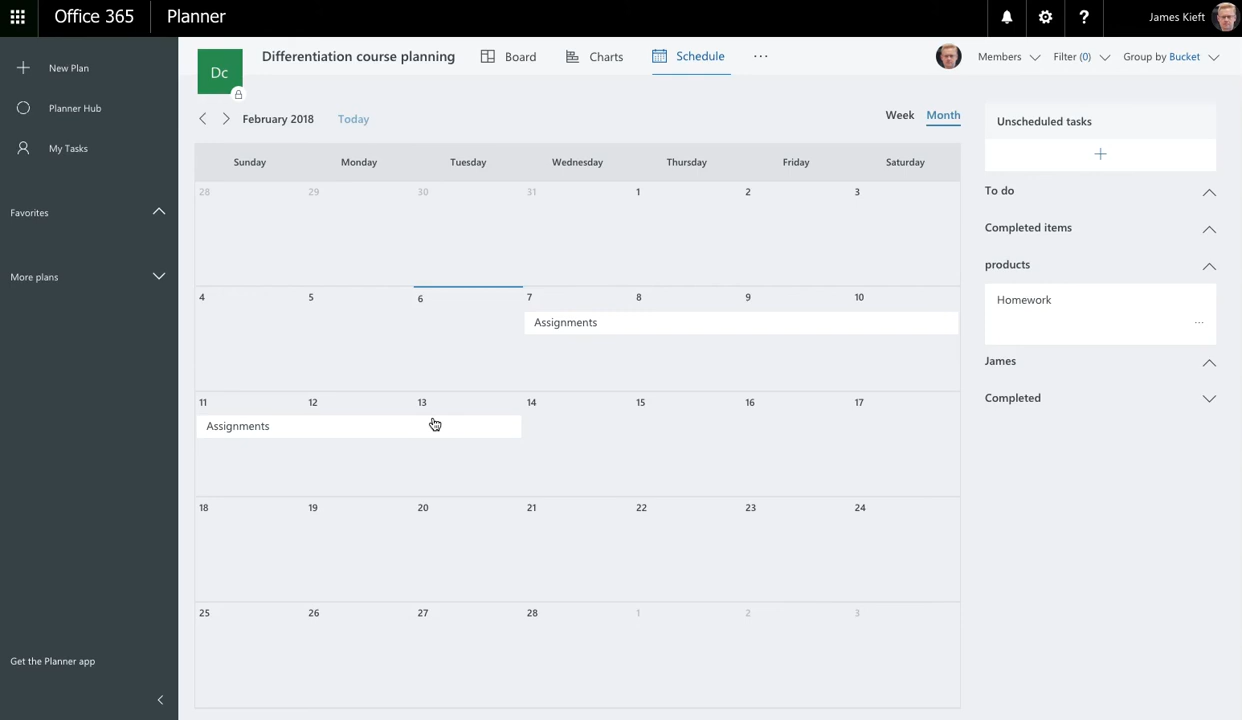 Office 365 Planner James Kieft
New Plan
Planner Hub
My Tasks
Favorites
More plans
Get the Planner app
Dc Differentiation course planning Board Charts Schedule ... Members Filter (0) Group by Bucket
February 2018 Today Week Month
Sunday Monday Tuesday Wednesday Thursday Friday Saturday
28 29 30 31 1 2 3
4 5 6 7 8 9 10
Assignments
11 12 13 14 15 16 17
Assignments
18 19 20 21 22 23 24
25 26 27 28 1 2 3
Unscheduled tasks
+
To do
Completed items
products
Homework
...
James
Completed